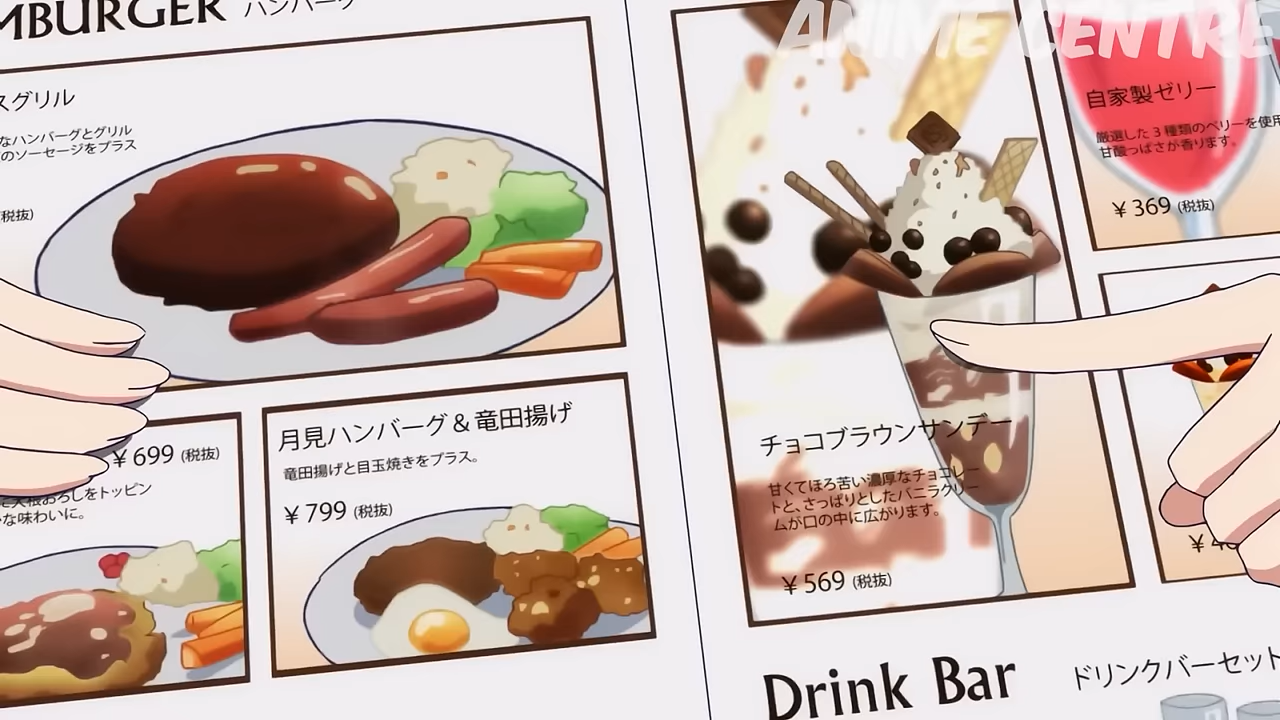 MBURGER ハンバーグ
スグリル
なハンバーグとグリル
のソーセージをプラス
(税抜)
¥699 (税抜)
大根おろしをトッピン
な味わいに。
月見ハンバーグ&竜田揚げ
竜田揚げと目玉焼きをプラス。
¥799 (税抜)
ANIME CENTRE
チョコブラウンサンデー
甘くてほろ苦い濃厚なチョコレー
トと、さっぱりとしたバニラクリー
ムが口の中に広がります。
¥569 (税抜)
自家製ゼリー
厳選した3種類のベリーを使用
甘酸っぱさが香ります。
¥369 (税抜)
Drink Bar ドリンクバーセット